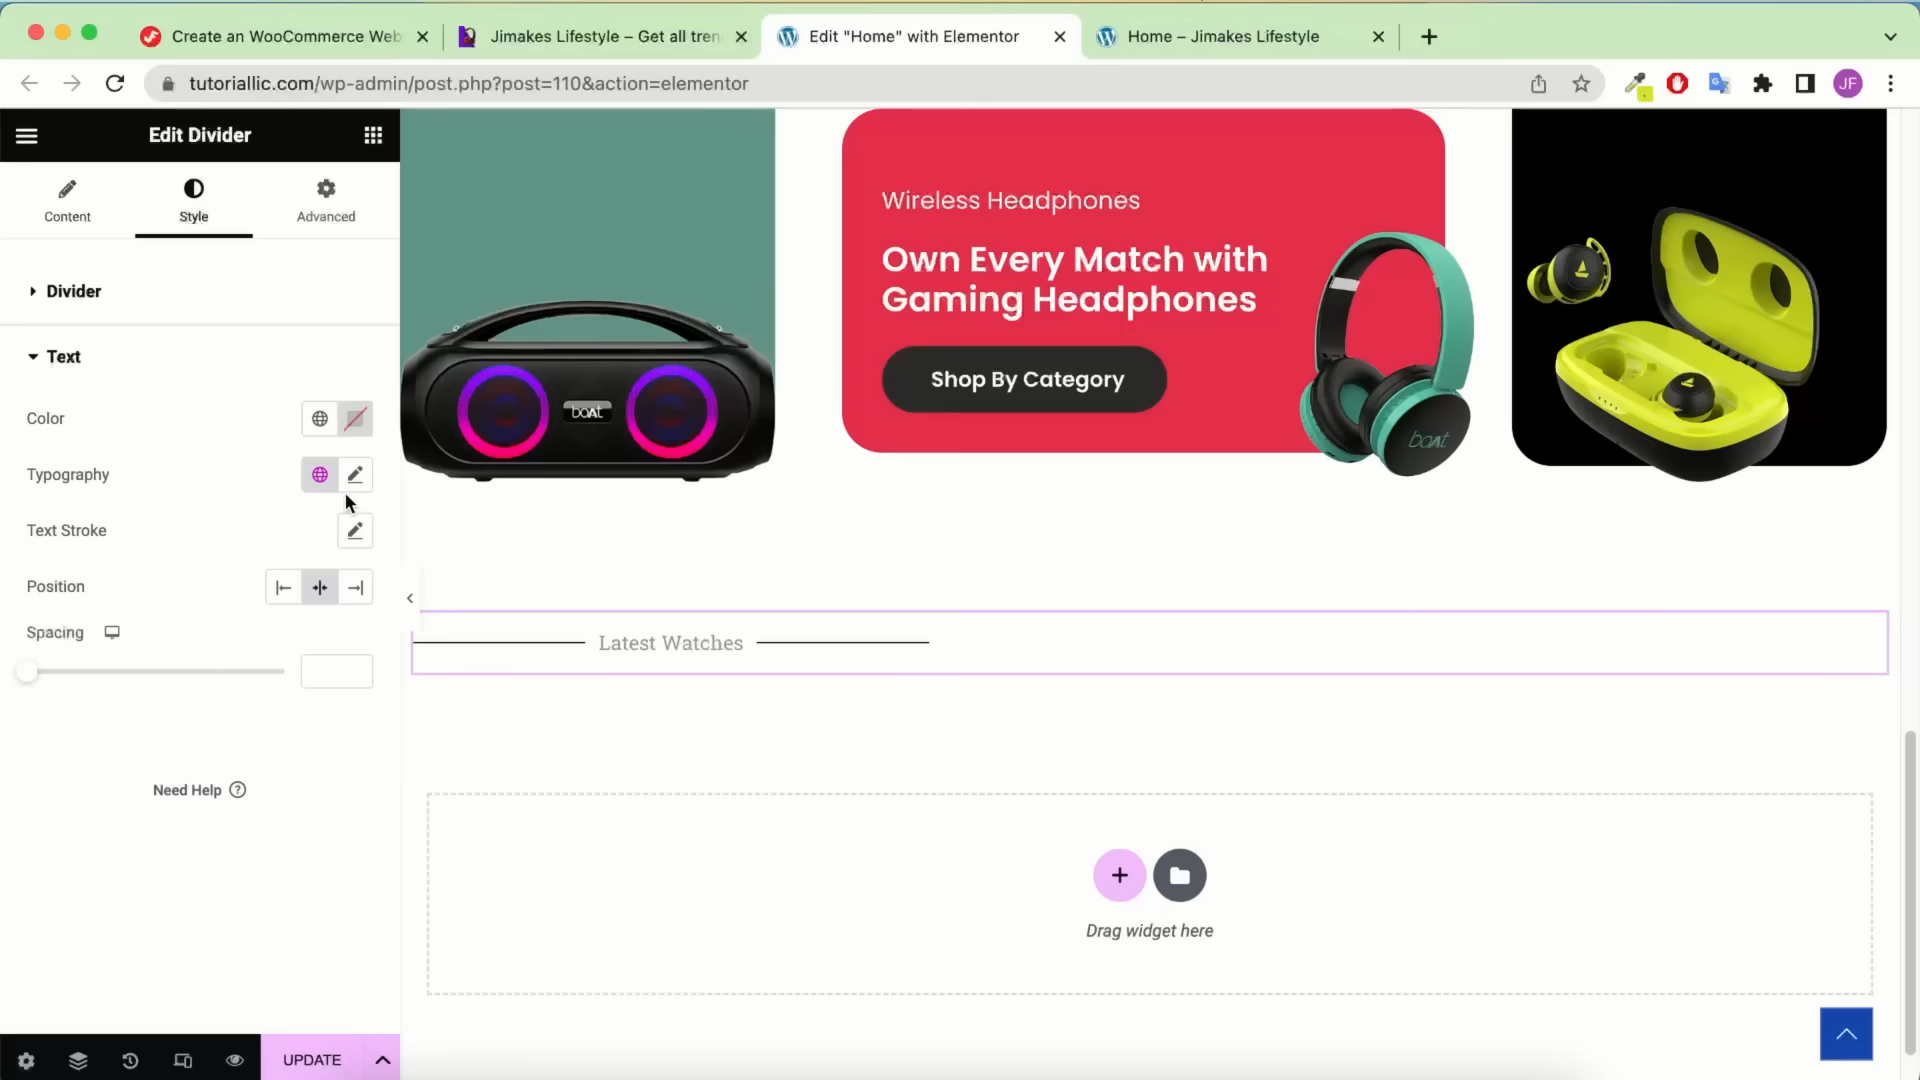 Create an WooCommerce Web
Jimakes Lifestyle – Get all tren
Edit "Home" with Elementor
Home – Jimakes Lifestyle
tutoriallic.com/wp-admin/post.php?post=110&action=elementor
JF
Edit Divider
Content
Style
Advanced
Divider
Text
Color
Typography
Text Stroke
Position
Spacing
Need Help ?
UPDATE
boAt
Wireless Headphones
Own Every Match with
Gaming Headphones
Shop By Category
boAt
Latest Watches
Drag widget here